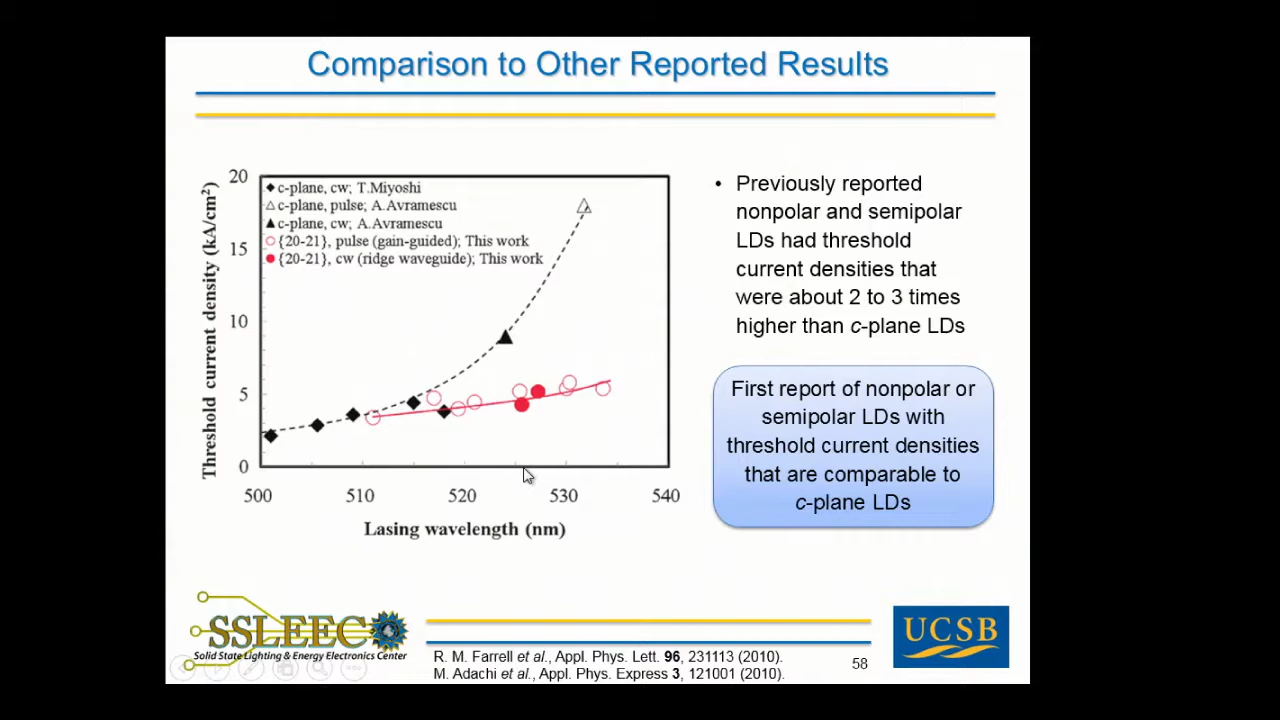 Comparison to Other Reported Results
20
15
10
5
0
Threshold current density (kA/cm²)
c-plane, cw; T.Miyoshi
c-plane, pulse; A.Avramescu
c-plane, cw; A.Avramescu
{20-21}, pulse (gain-guided); This work
{20-21}, cw (ridge waveguide); This work
500 510 520 530 540
Lasing wavelength (nm)
• Previously reported
nonpolar and semipolar
LDs had threshold
current densities that
were about 2 to 3 times
higher than c-plane LDs
First report of nonpolar or
semipolar LDs with
threshold current densities
that are comparable to
c-plane LDs
SSLEEC
Solid State Lighting & Energy Electronics Center
R. M. Farrell et al., Appl. Phys. Lett. 96, 231113 (2010).
M. Adachi et al., Appl. Phys. Express 3, 121001 (2010).
58
UCSB